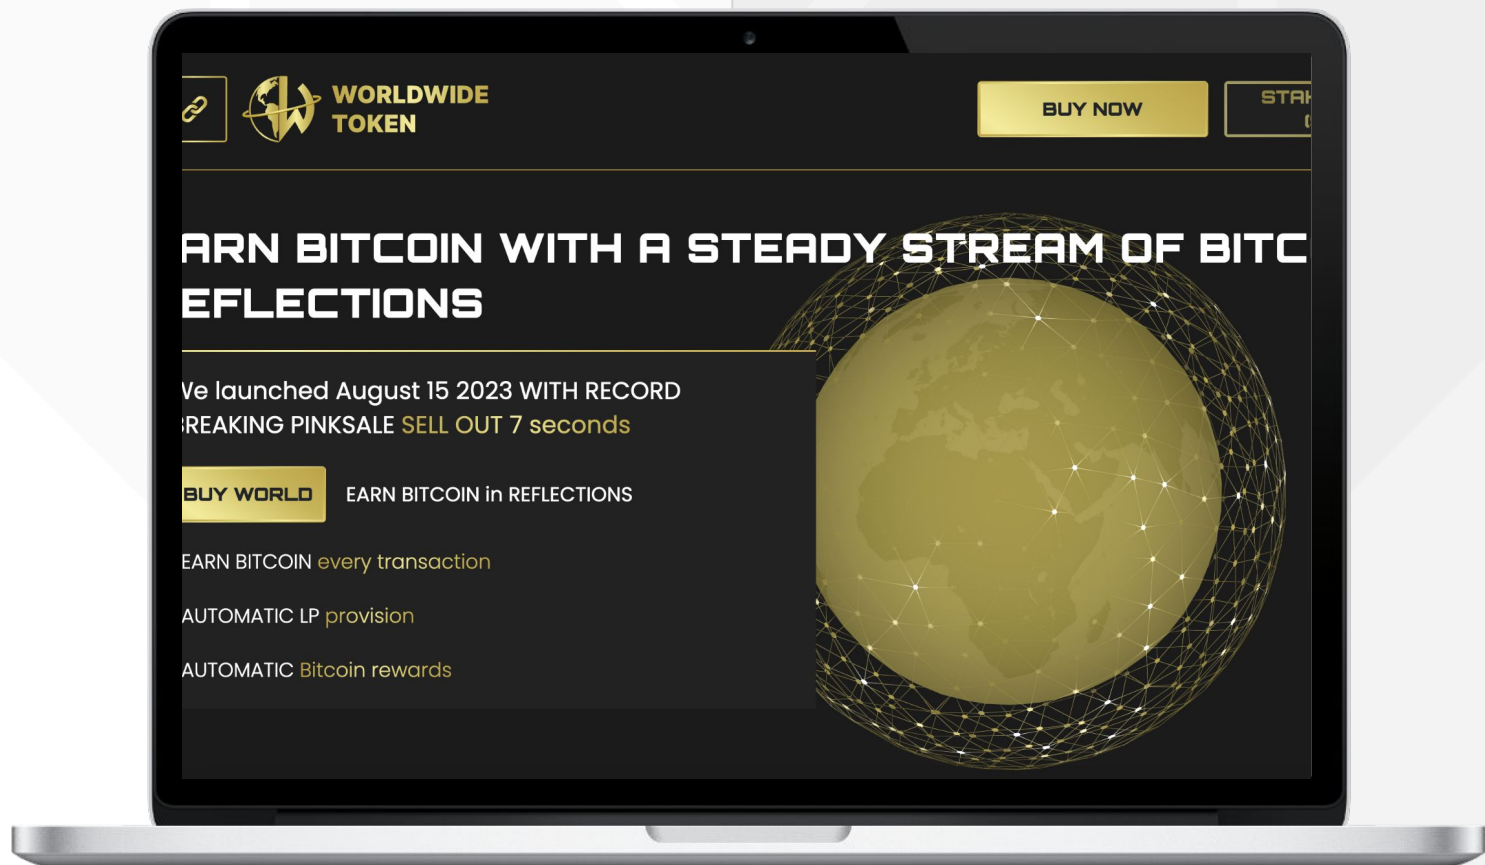 WORLDWIDE
TOKEN
BUY NOW
ARN BITCOIN WITH A STEADY STREAM OF BITC
EFLECTIONS
We launched August 15 2023 WITH RECORD
BREAKING PINKSALE SELL OUT 7 seconds
BUY WORLD
EARN BITCOIN in REFLECTIONS
EARN BITCOIN every transaction
AUTOMATIC LP provision
AUTOMATIC Bitcoin rewards